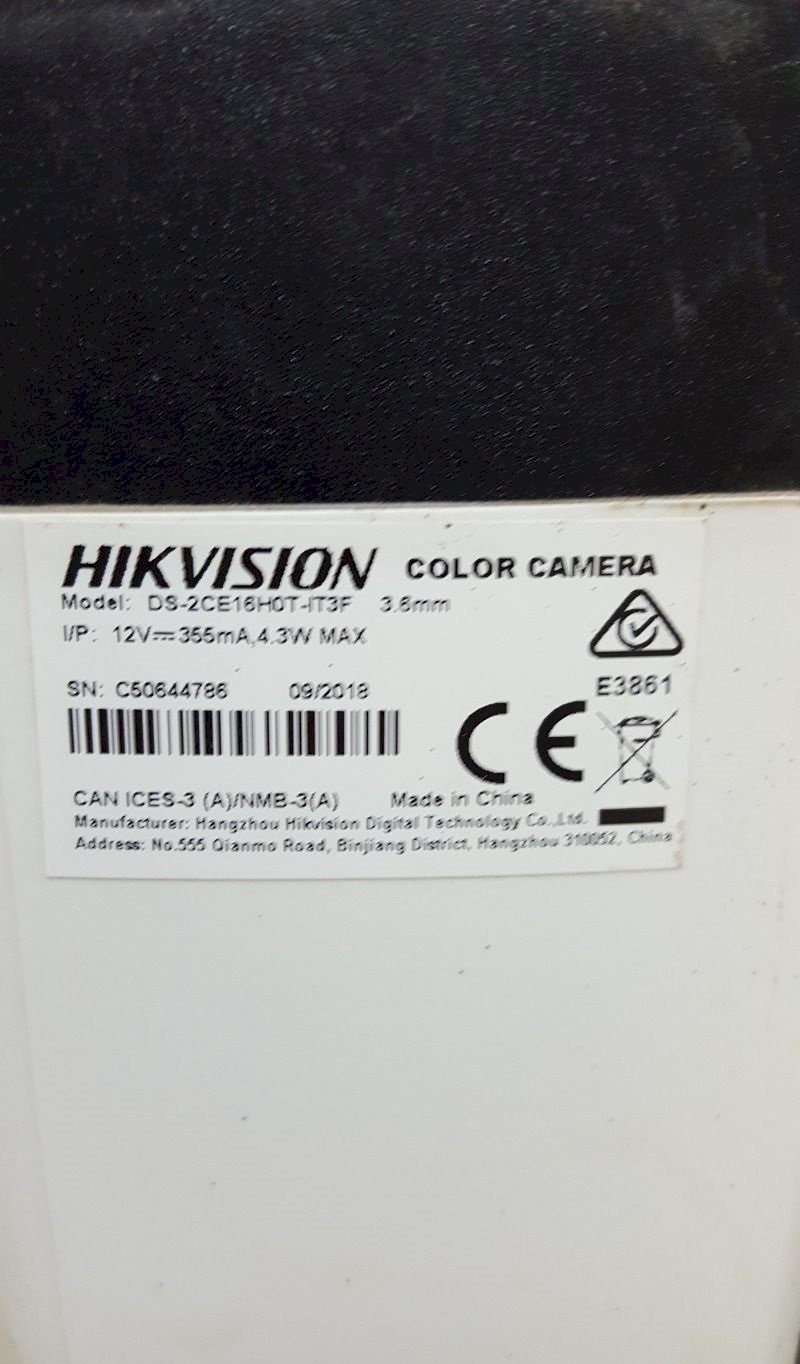 HIKVISION COLOR CAMERA
Model: DS-2CE16H0T-IT3F 3.6mm
I/P: 12V⎓355mA,4.3W MAX
SN: C50644786 09/2018
E3861
CE
CAN ICES-3 (A)/NMB-3(A) Made in China
Manufacturer: Hangzhou Hikvision Digital Technology Co.,Ltd.
Address: No.555 Qianmo Road, Binjiang District, Hangzhou 310052, China